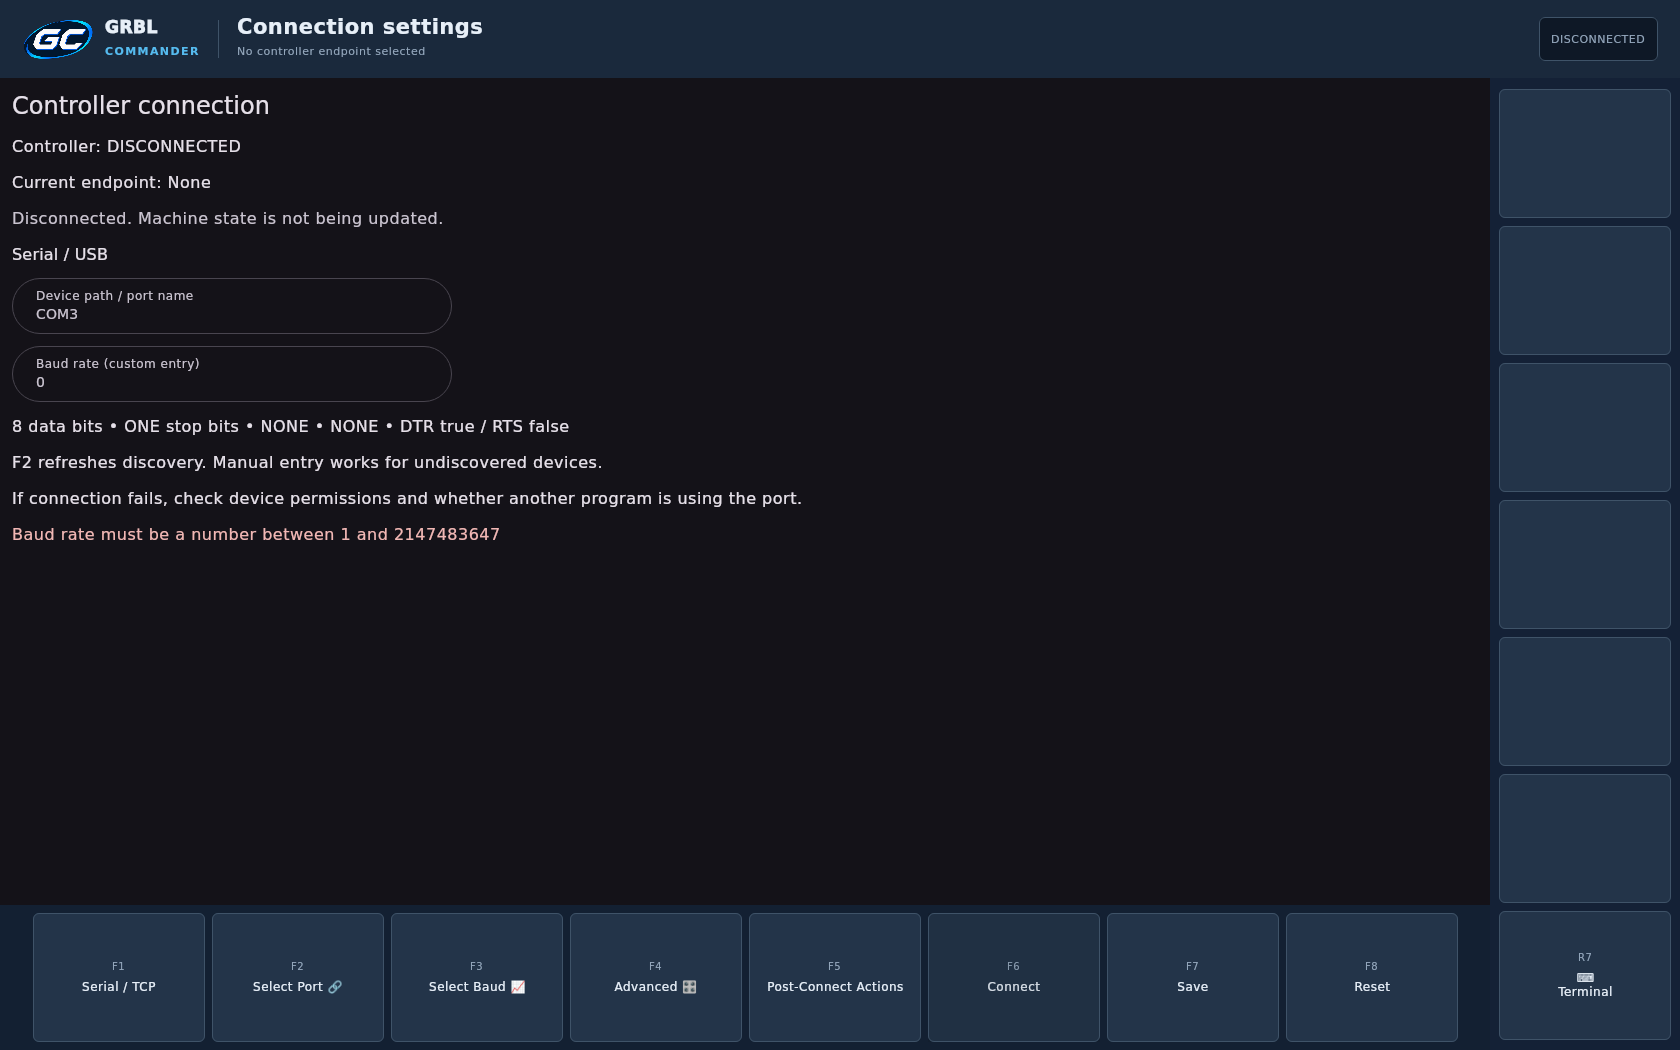 GC
GRBL
COMMANDER
Connection settings
No controller endpoint selected
DISCONNECTED
Controller connection
Controller: DISCONNECTED
Current endpoint: None
Disconnected. Machine state is not being updated.
Serial / USB
Device path / port name
COM3
Baud rate (custom entry)
0
8 data bits • ONE stop bits • NONE • NONE • DTR true / RTS false
F2 refreshes discovery. Manual entry works for undiscovered devices.
If connection fails, check device permissions and whether another program is using the port.
Baud rate must be a number between 1 and 2147483647
F1
Serial / TCP
F2
Select Port 🔗
F3
Select Baud 📈
F4
Advanced 🎛
F5
Post-Connect Actions
F6
Connect
F7
Save
F8
Reset
R7
⌨
Terminal